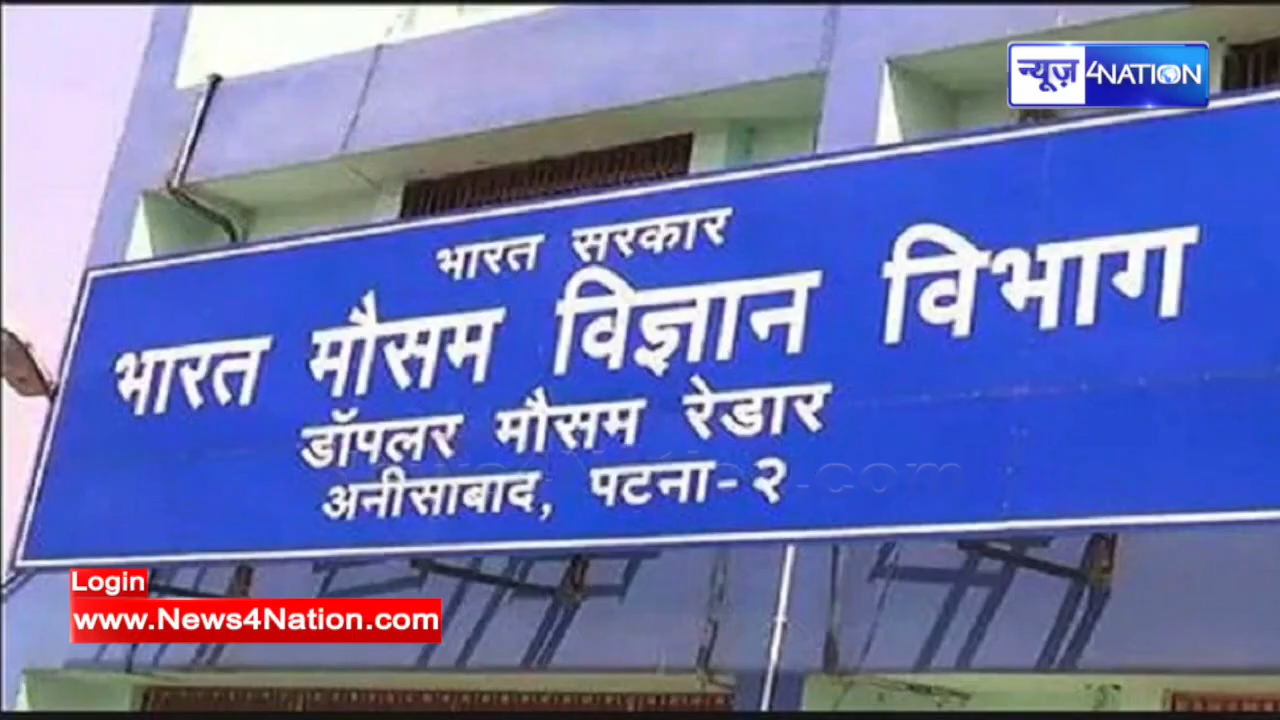 न्यूज़ 4NATION
भारत सरकार
भारत मौसम विज्ञान विभाग
डॉपलर मौसम रेडार
अनीसाबाद, पटना-२
Login
www.News4Nation.com